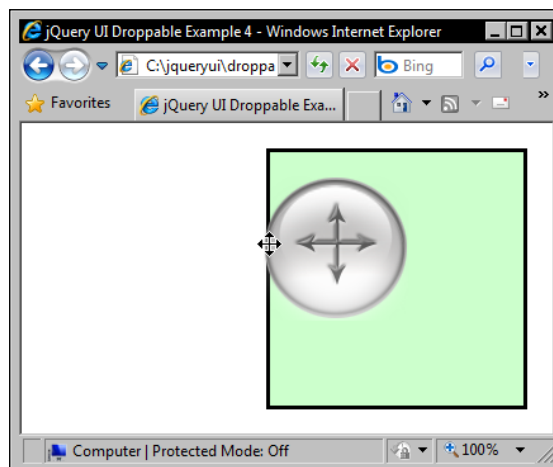 jQuery UI Droppable Example 4 - Windows Internet Explorer
C:\jqueryui\droppa
Bing
Favorites
jQuery UI Droppable Exa...
»
Computer | Protected Mode: Off
100%